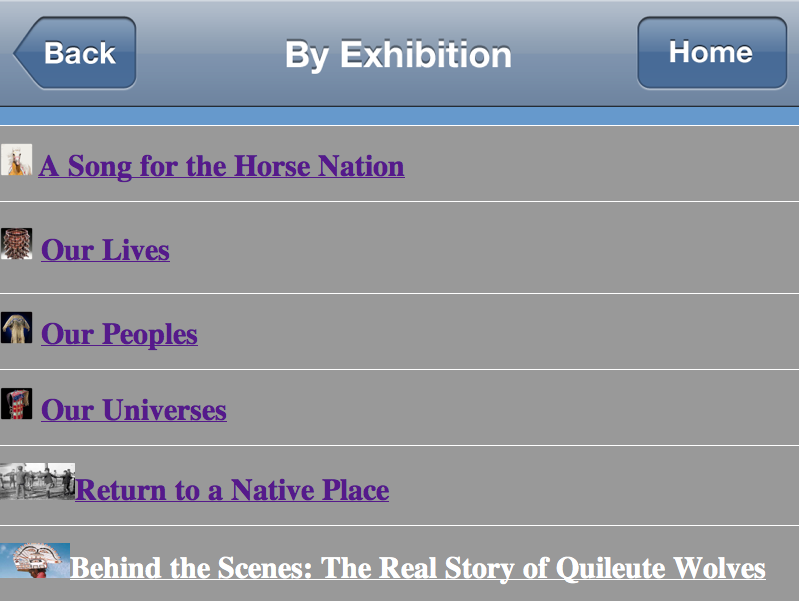 Back
By Exhibition
Home
A Song for the Horse Nation
Our Lives
Our Peoples
Our Universes
Return to a Native Place
Behind the Scenes: The Real Story of Quileute Wolves